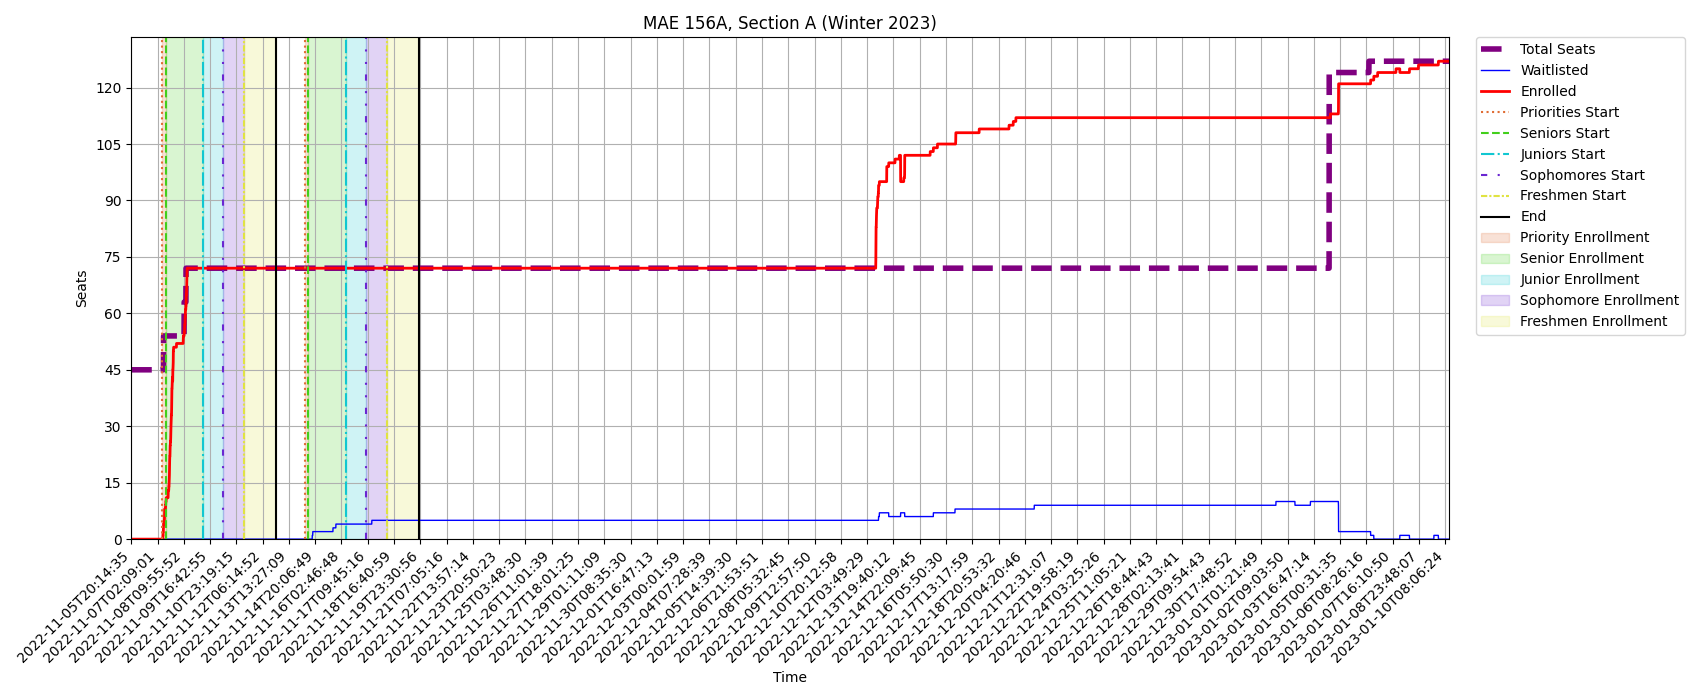 MAE 156A, Section A (Winter 2023)
Total Seats
Waitlisted
Enrolled
Priorities Start
Seniors Start
Juniors Start
Sophomores Start
Freshmen Start
End
Priority Enrollment
Senior Enrollment
Junior Enrollment
Sophomore Enrollment
Freshmen Enrollment
Seats
120
105
90
75
60
45
30
15
0
2022-11-05T20:14:35
2022-11-07T02:09:01
2022-11-08T09:55:52
2022-11-09T16:42:55
2022-11-10T23:19:15
2022-11-12T06:14:52
2022-11-13T13:27:09
2022-11-14T20:06:49
2022-11-16T02:46:48
2022-11-17T09:45:16
2022-11-18T16:40:59
2022-11-19T23:30:56
2022-11-21T07:05:16
2022-11-22T13:57:14
2022-11-23T20:50:23
2022-11-25T03:48:30
2022-11-26T11:01:39
2022-11-27T18:01:25
2022-11-29T01:11:09
2022-11-30T08:35:30
2022-12-01T16:47:13
2022-12-03T00:01:59
2022-12-04T07:28:39
2022-12-05T14:39:30
2022-12-06T21:53:51
2022-12-08T05:32:45
2022-12-09T12:57:50
2022-12-10T20:12:58
2022-12-12T03:49:29
2022-12-13T19:40:12
2022-12-14T22:09:45
2022-12-16T05:50:30
2022-12-17T13:17:59
2022-12-18T20:53:32
2022-12-20T04:20:46
2022-12-21T12:31:07
2022-12-22T19:58:19
2022-12-24T03:25:26
2022-12-25T11:05:21
2022-12-26T18:44:43
2022-12-28T02:13:41
2022-12-29T09:54:43
2022-12-30T17:48:52
2023-01-01T01:21:49
2023-01-02T09:03:50
2023-01-03T16:47:14
2023-01-05T00:31:35
2023-01-06T08:26:16
2023-01-07T16:10:50
2023-01-08T23:48:07
2023-01-10T08:06:24
Time